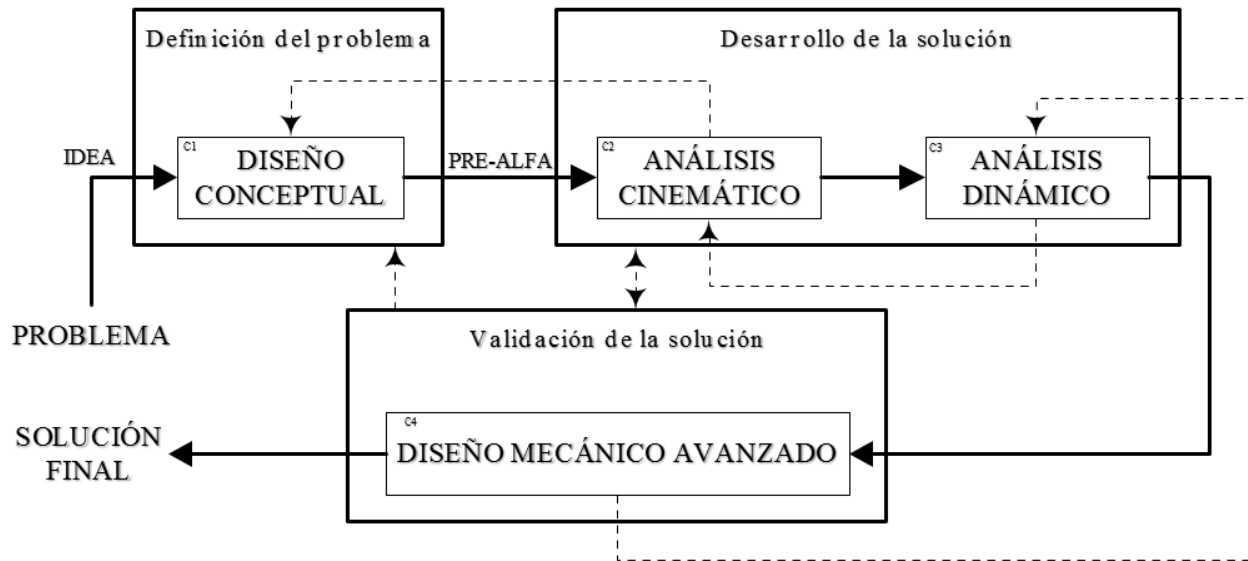 Definición del problema
Desarrollo de la solución
IDEA
C1
DISEÑO
CONCEPTUAL
PRE-ALFA
C2
ANÁLISIS
CINEMÁTICO
C3
ANÁLISIS
DINÁMICO
PROBLEMA
Validación de la solución
C4
DISEÑO MECÁNICO AVANZADO
SOLUCIÓN
FINAL